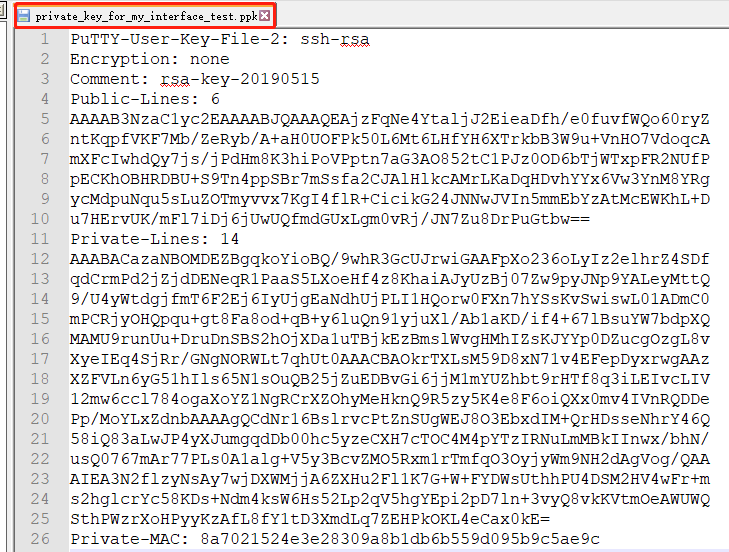 private_key_for_my_interface_test.ppk
1 PuTTY-User-Key-File-2: ssh-rsa
2 Encryption: none
3 Comment: rsa-key-20190515
4 Public-Lines: 6
5 AAAAB3NzaC1yc2EAAAABJQAAAQEAjzFqNe4YtaljJ2EieaDfh/e0fuvfWQo60ryZ
6 ntKqpfVKF7Mb/ZeRyb/A+aH0UOFPk50L6Mt6LHfYH6XTrkbB3W9u+VnHO7VdoqcA
7 mXFcIwhdQy7js/jPdHm8K3hiPoVPptn7aG3AO852tC1PJz0OD6bTjWTxpFR2NUfP
8 pECKhOBHRDBU+S9Tn4ppSBr7mSsfa2CJAlHlkcAMrLKaDqHDvhYYx6Vw3YnM8YRg
9 ycMdpuNqu5sLuZOTmyvvx7KgI4flR+CicikG24JNNwJVIn5mmEbYzAtMcEWKhL+D
10 u7HErvUK/mFl7iDj6jUwUQfmdGUxLgm0vRj/JN7Zu8DrPuGtbw==
11 Private-Lines: 14
12 AAABACazaNBOMDEZBgqkoYioBQ/9whR3GcUJrwiGAAFpXo236oLyIz2elhrZ4SDf
13 qdCrmPd2jZjdDENeqR1PaaS5LXoeHf4z8KhaiAJyUzBj07Zw9pyJNp9YALeyMttQ
14 9/U4yWtdgjfmT6F2Ej6IyUjgEaNdhUjPLI1HQorw0FXn7hYSsKvSwiswL01ADmC0
15 mPCRjyOHQpqu+gt8Fa8od+qB+y6luQn91yjuXl/Ab1aKD/if4+67lBsuYW7bdpXQ
16 MAMU9runUu+DruDnSBS2hOjXDa1uTBjkEzBmslWvgHMhIZsKJYYp0DZucgOzgL8v
17 XyeIEq4SjRr/GNgNORWLt7qhUt0AAACBAOkrTXLsM59D8xN71v4EFepDyxrwgAAz
18 XZFVLn6yG51hIls65N1sOuQB25jZuEDBvGi6jjM1mYUZhbt9rHTf8q3iLEIvcLIV
19 12mw6ccl784ogaXoYZ1NgRCrXZOhyMeHknQ9R5zy5K4e8F6oiQXx0mv4IVnRQDDe
20 Pp/MoYLxZdnbAAAAgQCdNr16BslrvcPtZnSUgWEJ8O3EbxdIM+QrHDsseNhrY46Q
21 58iQ83aLwJP4yXJumgqdDb00hc5yzeCXH7cTOC4M4pYTzIRNuLmMBkIInwx/bhN/
22 usQ0767mAr77PLs0A1alg+V5y3BcvZMO5Rxm1rTmfqO3OyjyWm9NH2dAgVog/QAA
23 AIEA3N2flzyNsAy7wjDXWMjjA6ZXHu2Fl1K7G+W+FYDWsUthhPU4DSM2HV4wFr+m
24 s2hglcrYc58KDs+Ndm4ksW6Hs52Lp2qV5hgYEpi2pD7ln+3vyQ8vkKVtmOeAWUWQ
25 SthPWzrXoHPyyKzAfL8fY1tD3XmdLq7ZEHPkOKL4eCax0kE=
26 Private-MAC: 8a7021524e3e28309a8b1db6b559d095b9c5ae9c